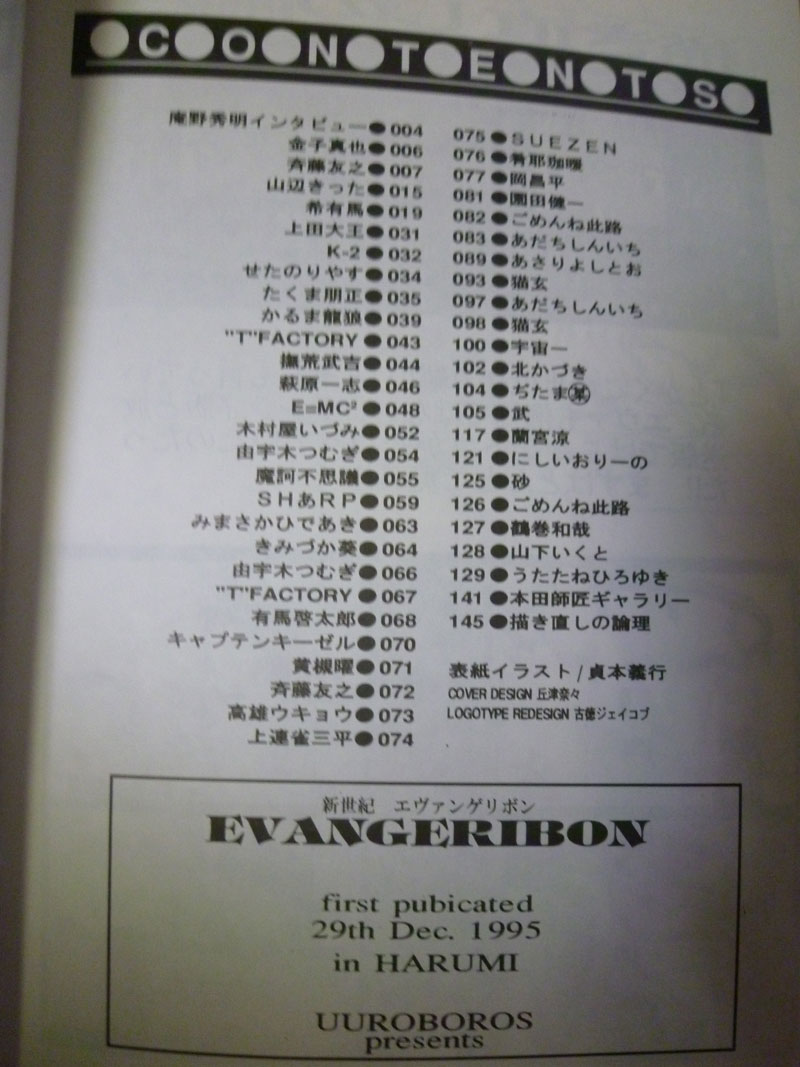 CONTENTS
庵野秀明インタビュー●004
金子真也●006
斉藤友之●007
山辺きった●015
希有馬●019
上田大王●031
K-2●032
せたのりやす●034
たくま朋正●035
かるま龍狼●039
"T"FACTORY●043
撫荒武吉●044
萩原一志●046
E=MC²●048
木村屋いづみ●052
由宇木つむぎ●054
魔訶不思議●055
SHあRP●059
みまさかひであき●063
きみづか葵●064
由宇木つむぎ●066
"T"FACTORY●067
有馬啓太郎●068
キャプテンキーゼル●070
黄槻曜●071
斉藤友之●072
高雄ウキョウ●073
上連雀三平●074
075●SUEZEN
076●肴耶珈曖
077●岡昌平
081●園田健一
082●ごめんね此路
083●あだちしんいち
089●あさりよしとお
093●猫玄
097●あだちしんいち
098●猫玄
100●宇宙一
102●北かづき
104●ぢたま㊙
105●武
117●蘭宮涼
121●にしいおりーの
125●砂
126●ごめんね此路
127●鶴巻和哉
128●山下いくと
129●うたたねひろゆき
141●本田師匠ギャラリー
145●描き直しの論理
表紙イラスト/貞本義行
COVER DESIGN 丘津奈々
LOGOTYPE REDESIGN 古徳ジェイコブ
新世紀 エヴァンゲリボン
EVANGERIBON
first pubicated
29th Dec. 1995
in HARUMI
UUROBOROS
presents